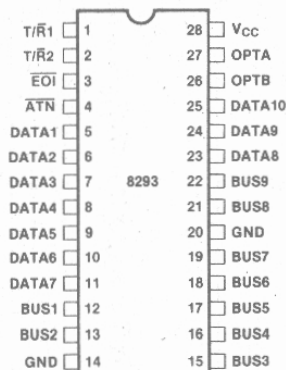 T/R̅1 1 28 VCC
T/R̅2 2 27 OPTA
E̅O̅I̅ 3 26 OPTB
A̅T̅N̅ 4 25 DATA10
DATA1 5 24 DATA9
DATA2 6 23 DATA8
DATA3 7 8293 22 BUS9
DATA4 8 21 BUS8
DATA5 9 20 GND
DATA6 10 19 BUS7
DATA7 11 18 BUS6
BUS1 12 17 BUS5
BUS2 13 16 BUS4
GND 14 15 BUS3